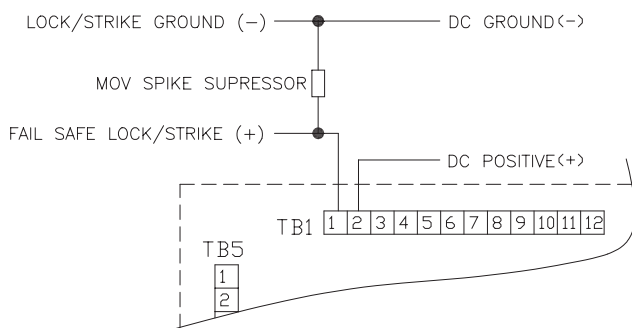 LOCK/STRIKE GROUND (-) DC GROUND(-)
MOV SPIKE SUPRESSOR
FAIL SAFE LOCK/STRIKE (+)
DC POSITIVE(+)
TB1 1 2 3 4 5 6 7 8 9 10 11 12
TB5
1
2